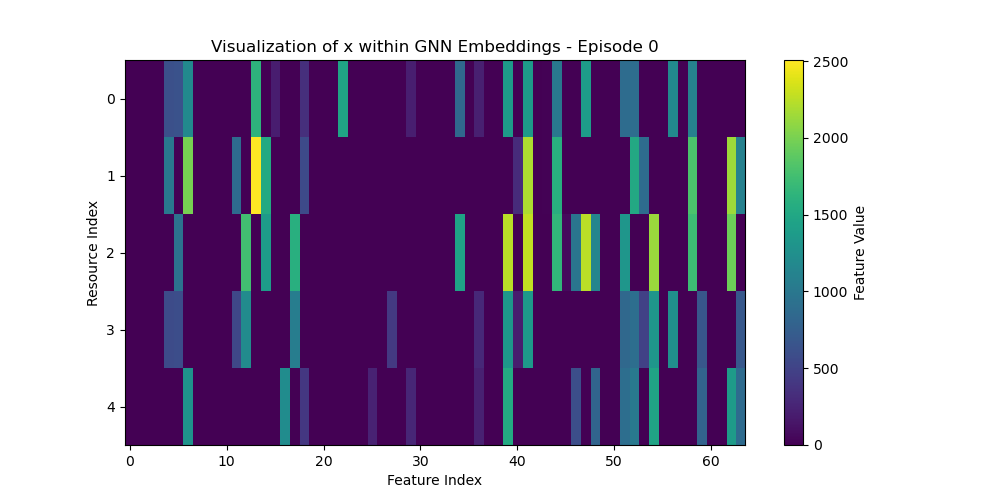 Visualization of x within GNN Embeddings - Episode 0
Resource Index
0
1
2
3
4
0 10 20 30 40 50 60
Feature Index
2500
2000
1500
1000
500
0
Feature Value